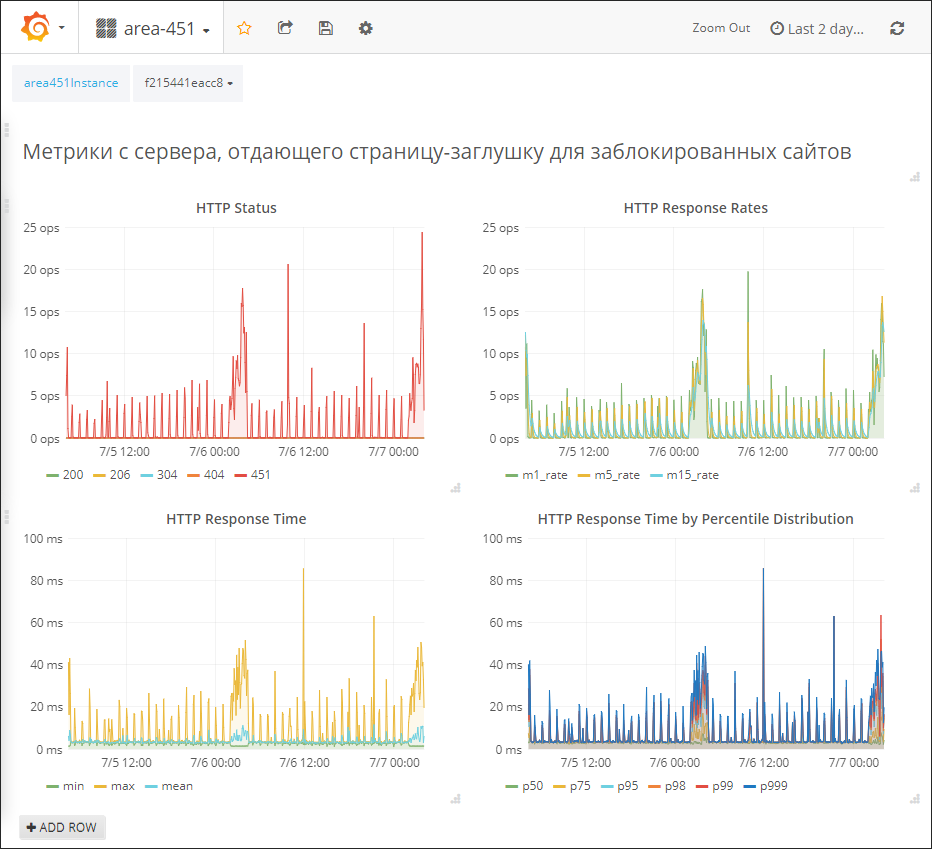 area-451
Zoom Out
Last 2 day...
area451Instance
f215441eacc8
Метрики с сервера, отдающего страницу-заглушку для заблокированных сайтов
HTTP Status
25 ops
20 ops
15 ops
10 ops
5 ops
0 ops
7/5 12:00
7/6 00:00
7/6 12:00
7/7 00:00
200 206 304 404 451
HTTP Response Rates
25 ops
20 ops
15 ops
10 ops
5 ops
0 ops
7/5 12:00
7/6 00:00
7/6 12:00
7/7 00:00
m1_rate m5_rate m15_rate
HTTP Response Time
100 ms
80 ms
60 ms
40 ms
20 ms
0 ms
7/5 12:00
7/6 00:00
7/6 12:00
7/7 00:00
min max mean
HTTP Response Time by Percentile Distribution
100 ms
80 ms
60 ms
40 ms
20 ms
0 ms
7/5 12:00
7/6 00:00
7/6 12:00
7/7 00:00
p50 p75 p95 p98 p99 p999
ADD ROW